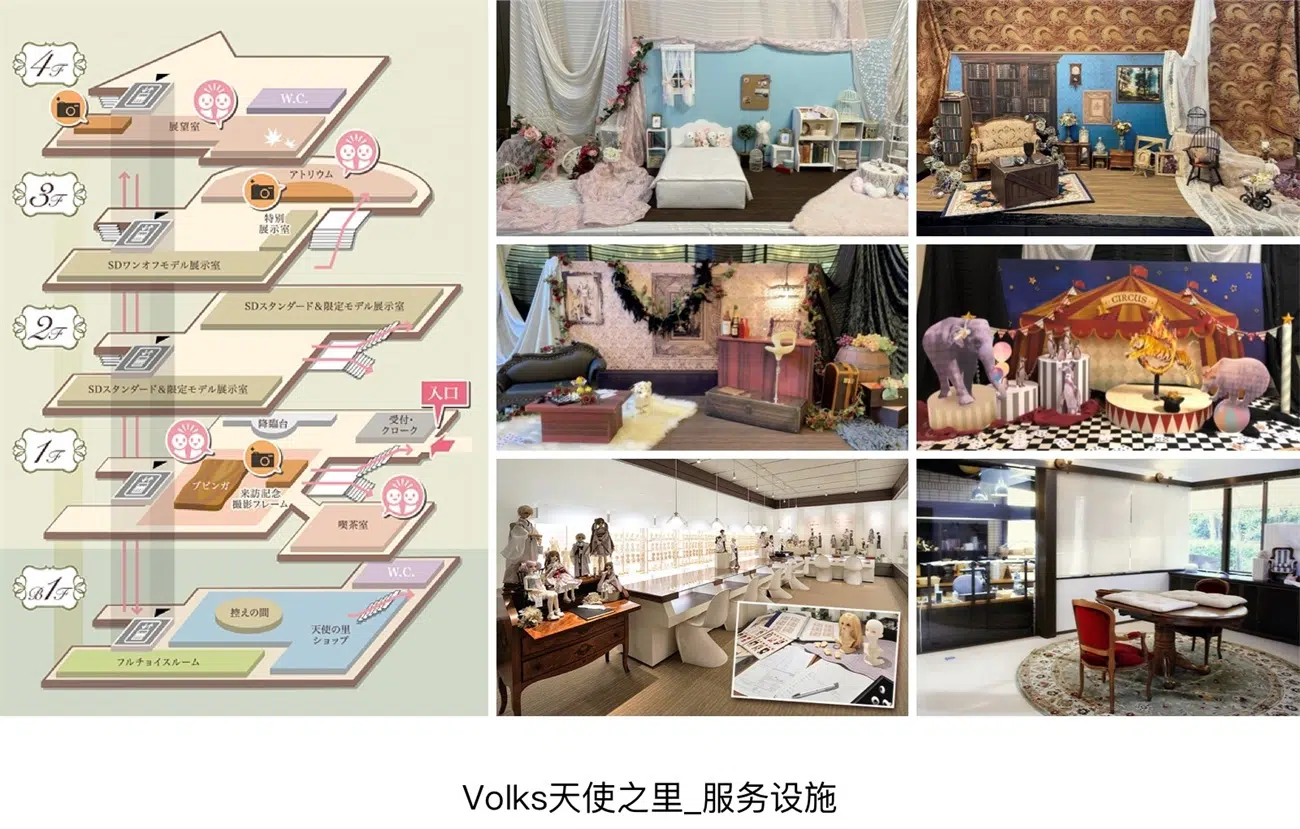 4F
W.C.
展望室
アトリウム
3F
特別
展示室
SDワンオフモデル展示室
SDスタンダード&限定モデル展示室
2F
SDスタンダード&限定モデル展示室
入口
降臨台
受付・
クローク
1F
ブビンガ
来訪記念
撮影フレーム
喫茶室
W.C.
B1F
控えの間
天使の里
ショップ
フルチョイスルーム
CIRCUS
Volks天使之里_服务设施